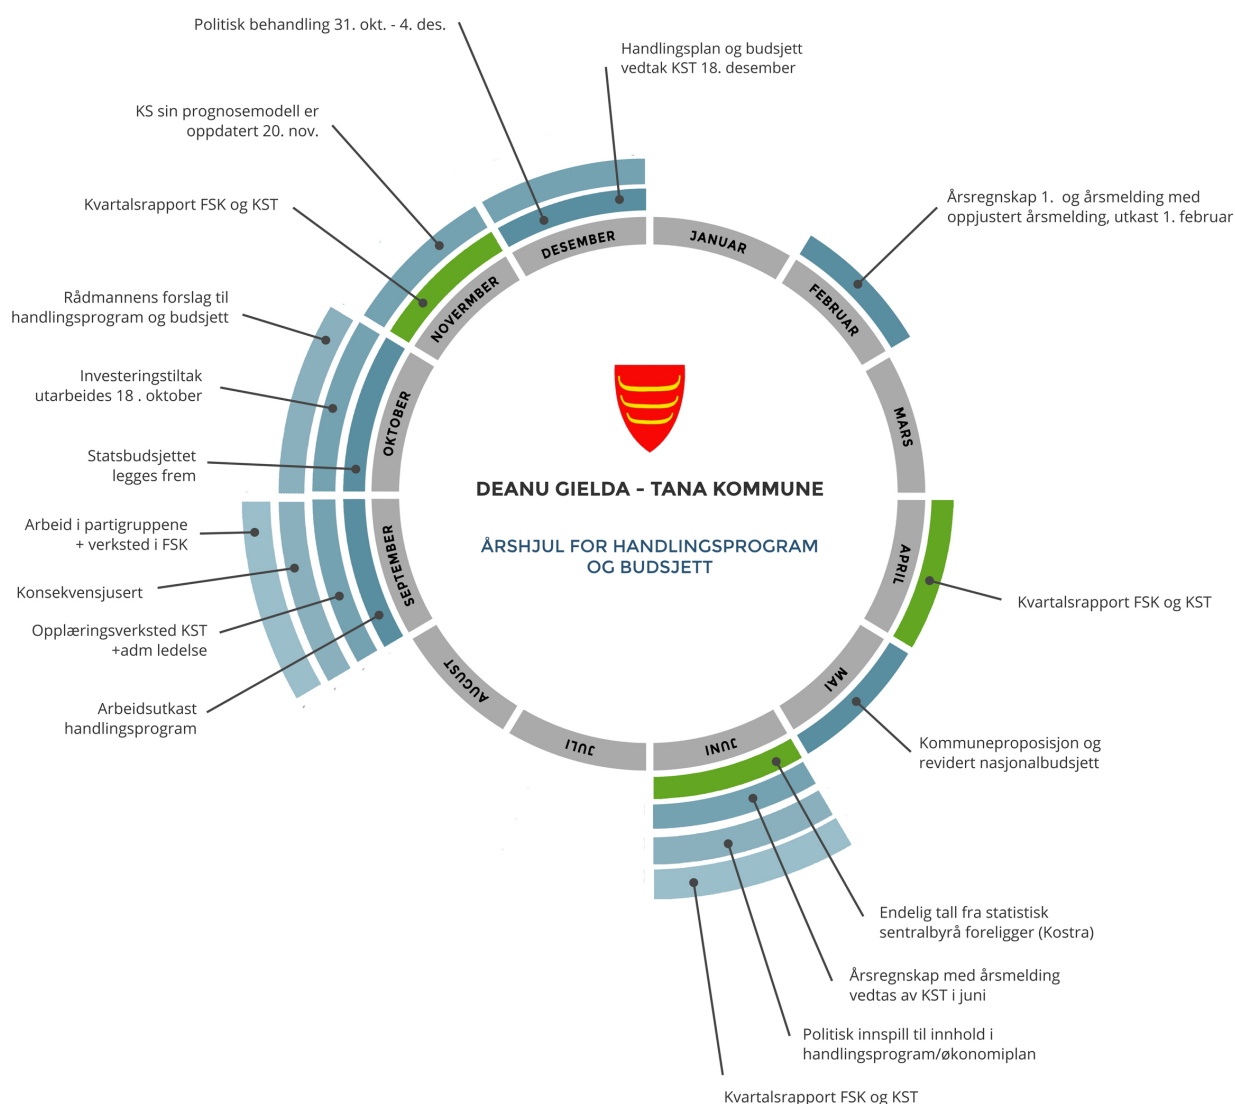 Politisk behandling 31. okt. - 4. des.
Handlingsplan og budsjett
vedtak KST 18. desember
KS sin prognosemodell er
oppdatert 20. nov.
Kvartalsrapport FSK og KST
Årsregnskap 1.  og årsmelding med
oppjustert årsmelding, utkast 1. februar
Rådmannens forslag til
handlingsprogram og budsjett
Investeringstiltak
utarbeides 18 . oktober
Statsbudsjettet
legges frem
Arbeid i partigruppene
+ verksted i FSK
Konsekvensjusert
Opplæringsverksted KST
+adm ledelse
Arbeidsutkast
handlingsprogram
JANUAR
FEBRUAR
MARS
APRIL
MAI
JUNI
JULI
AUGUST
SEPTEMBER
OKTOBER
NOVERMBER
DESEMBER
DEANU GIELDA - TANA KOMMUNE
ÅRSHJUL FOR HANDLINGSPROGRAM
OG BUDSJETT
Kvartalsrapport FSK og KST
Kommuneproposisjon og
revidert nasjonalbudsjett
Endelig tall fra statistisk
sentralbyrå foreligger (Kostra)
Årsregnskap med årsmelding
vedtas av KST i juni
Politisk innspill til innhold i
handlingsprogram/økonomiplan
Kvartalsrapport FSK og KST